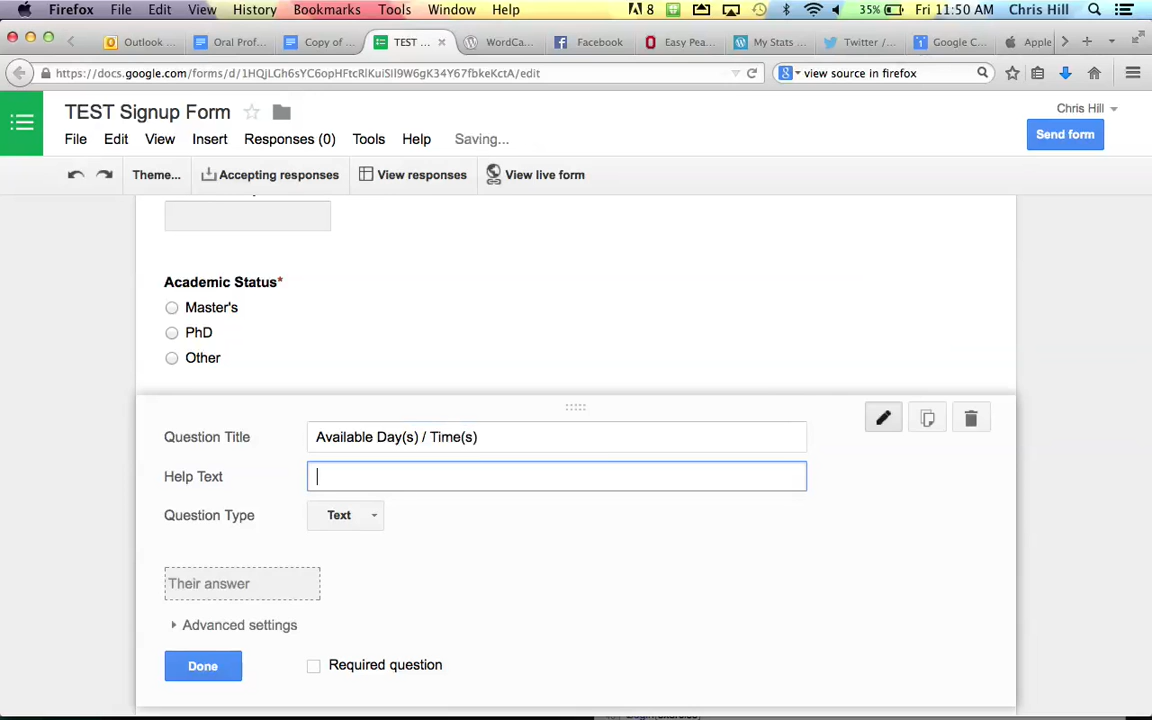 Firefox File Edit View History Bookmarks Tools Window Help 8 35% Fri 11:50 AM Chris Hill
Outlook ... Oral Prof... Copy of ... TEST ... WordCa... Facebook Easy Pea... My Stats ... Twitter /... Google C... Apple
https://docs.google.com/forms/d/1HQjLGh6sYC6opHFtcRlKuiSlI9W6gK34Y67fbkeKctA/edit view source in firefox
TEST Signup Form
Chris Hill
File Edit View Insert Responses (0) Tools Help Saving...
Send form
Theme... Accepting responses View responses View live form
Academic Status*
Master's
PhD
Other
Question Title Available Day(s) / Time(s)
Help Text
Question Type Text
Their answer
Advanced settings
Done Required question